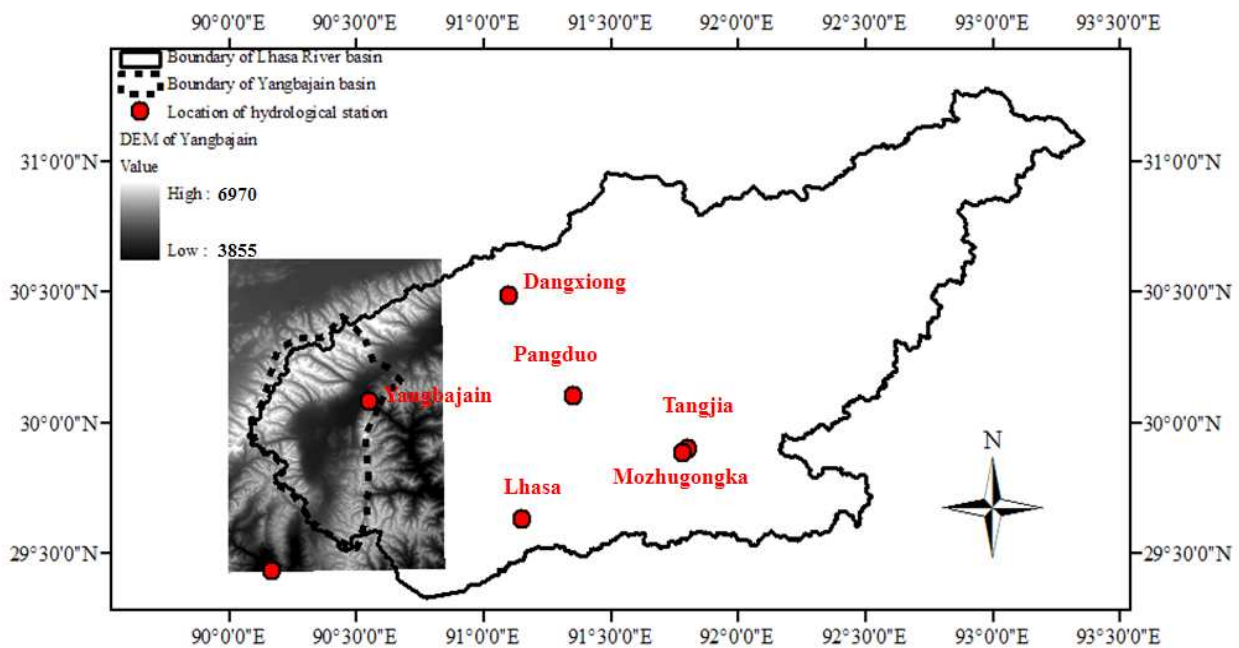 90°0'0"E 90°30'0"E 91°0'0"E 91°30'0"E 92°0'0"E 92°30'0"E 93°0'0"E 93°30'0"E
Boundary of Lhasa River basin
Boundary of Yangbajain basin
Location of hydrological station
DEM of Yangbajain
Value
High : 6970
Low : 3855
31°0'0"N 31°0'0"N
30°30'0"N 30°30'0"N
30°0'0"N 30°0'0"N
29°30'0"N 29°30'0"N
Dangxiong
Pangduo
Yangbajain
Tangjia
Mozhugongka
Lhasa
N
90°0'0"E 90°30'0"E 91°0'0"E 91°30'0"E 92°0'0"E 92°30'0"E 93°0'0"E 93°30'0"E